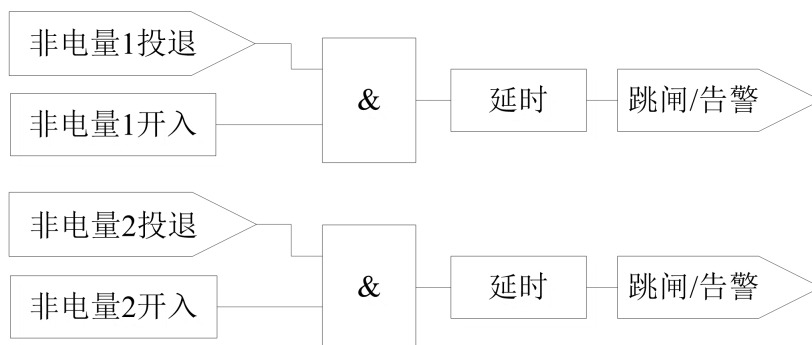 非电量1投退
非电量1开入
&
延时
跳闸/告警
非电量2投退
非电量2开入
&
延时
跳闸/告警